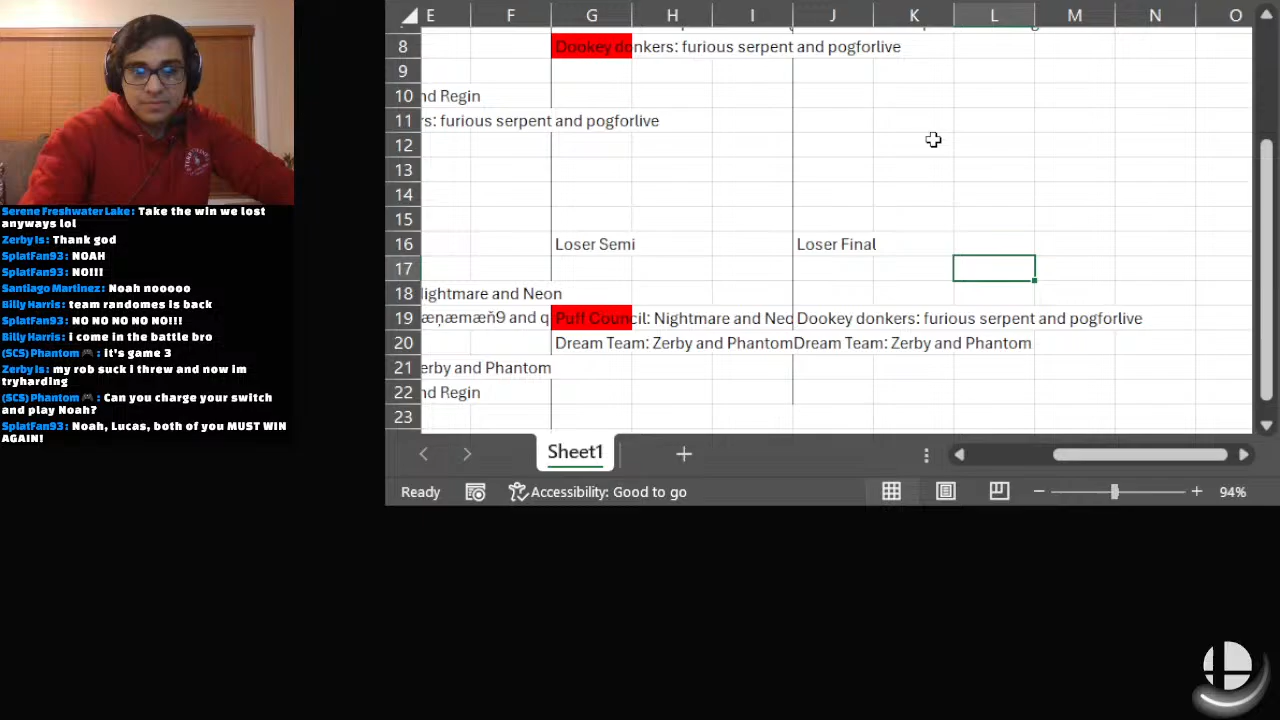 Serene Freshwater Lake: Take the win we lost
anyways lol
Zerby Is: Thank god
SplatFan93: NOAH
SplatFan93: NO!!!
Santiago Martinez: Noah nooooo
Billy Harris: team randomes is back
SplatFan93: NO NO NO NO NO!!!
Billy Harris: i come in the battle bro
(SCS) Phantom 🎮: it's game 3
Zerby Is: my rob suck i threw and now im
tryharding
(SCS) Phantom 🎮: Can you charge your switch
and play Noah?
SplatFan93: Noah, Lucas, both of you MUST WIN
AGAIN!
E F G H I J K L M N O
8 Dookey donkers: furious serpent and pogforlive
9
10 nd Regin
11 rs: furious serpent and pogforlive
12
13
14
15
16 Loser Semi Loser Final
17
18 lightmare and Neon
19 æņæmæň9 and q Puff Council: Nightmare and Neo Dookey donkers: furious serpent and pogforlive
20 Dream Team: Zerby and Phantom Dream Team: Zerby and Phantom
21 erby and Phantom
22 nd Regin
23
Sheet1
Ready Accessibility: Good to go 94%